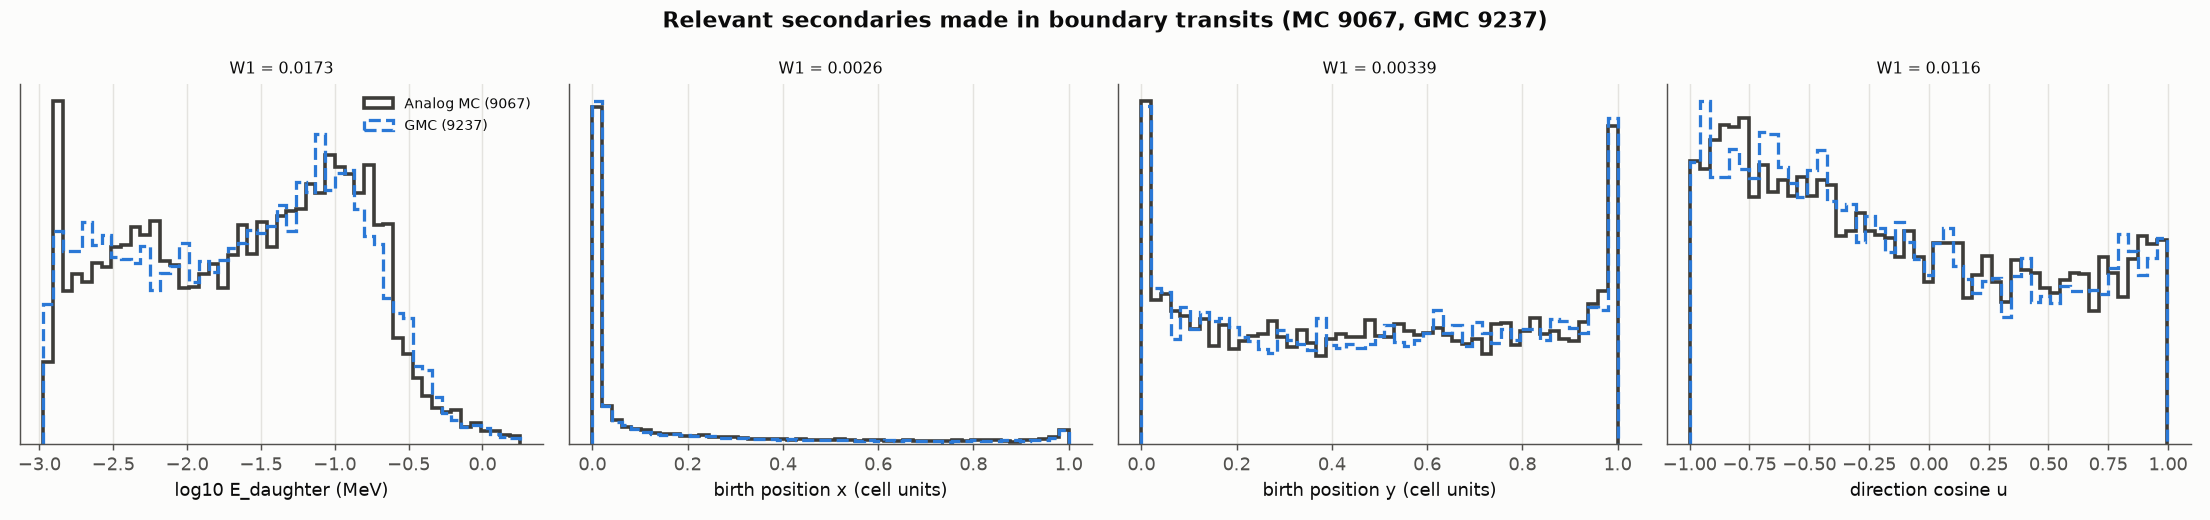 Relevant secondaries made in boundary transits (MC 9067, GMC 9237)
W1 = 0.0173
Analog MC (9067)
GMC (9237)
−3.0 −2.5 −2.0 −1.5 −1.0 −0.5 0.0
log10 E_daughter (MeV)
W1 = 0.0026
0.0 0.2 0.4 0.6 0.8 1.0
birth position x (cell units)
W1 = 0.00339
0.0 0.2 0.4 0.6 0.8 1.0
birth position y (cell units)
W1 = 0.0116
−1.00 −0.75 −0.50 −0.25 0.00 0.25 0.50 0.75 1.00
direction cosine u